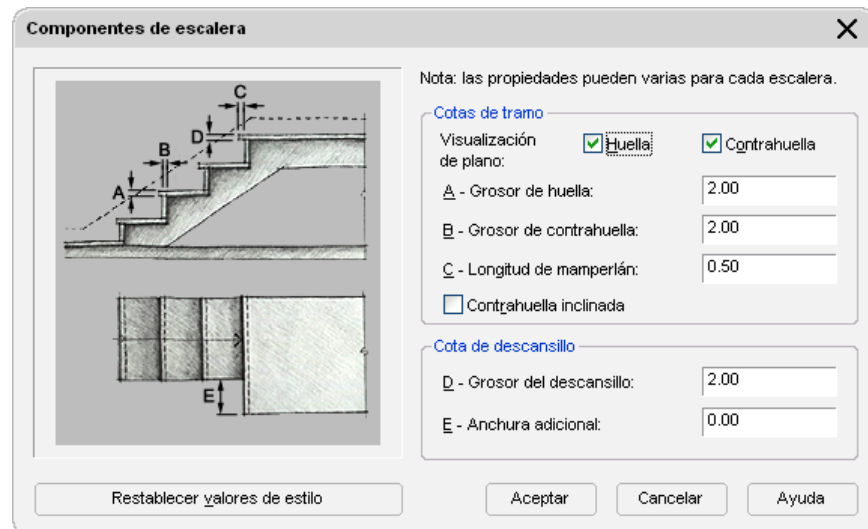 Componentes de escalera
Nota: las propiedades pueden varias para cada escalera.
Cotas de tramo
Visualización
de plano:
Huella
Contrahuella
A - Grosor de huella:
2.00
B - Grosor de contrahuella:
2.00
C - Longitud de mamperlán:
0.50
Contrahuella inclinada
Cota de descansillo
D - Grosor del descansillo:
2.00
E - Anchura adicional:
0.00
C
D
B
A
E
Restablecer valores de estilo
Aceptar
Cancelar
Ayuda